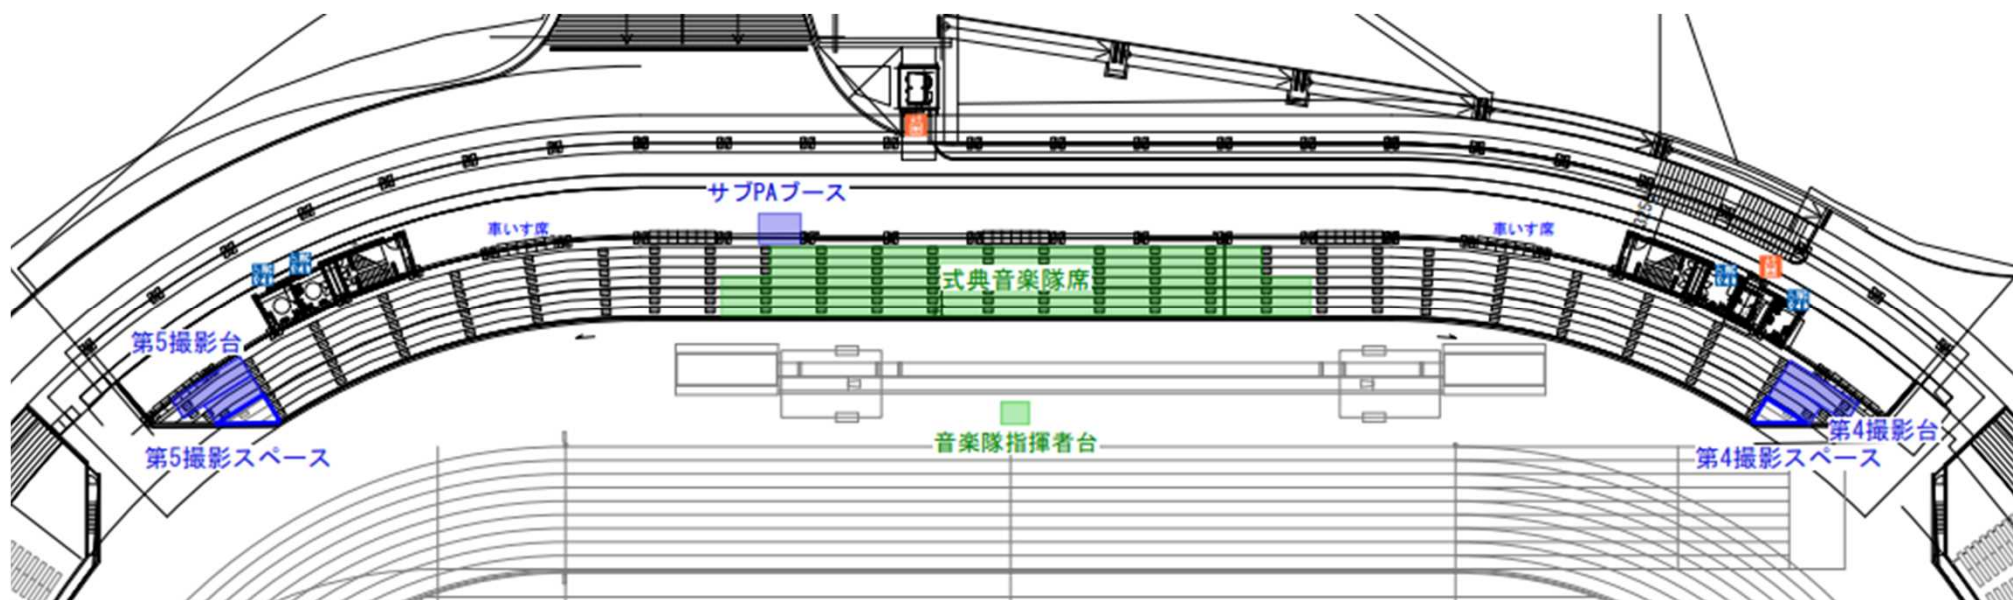 サブPAブース
車いす席
車いす席
式典音楽隊席
第5撮影台
音楽隊指揮者台
第4撮影台
第5撮影スペース
第4撮影スペース